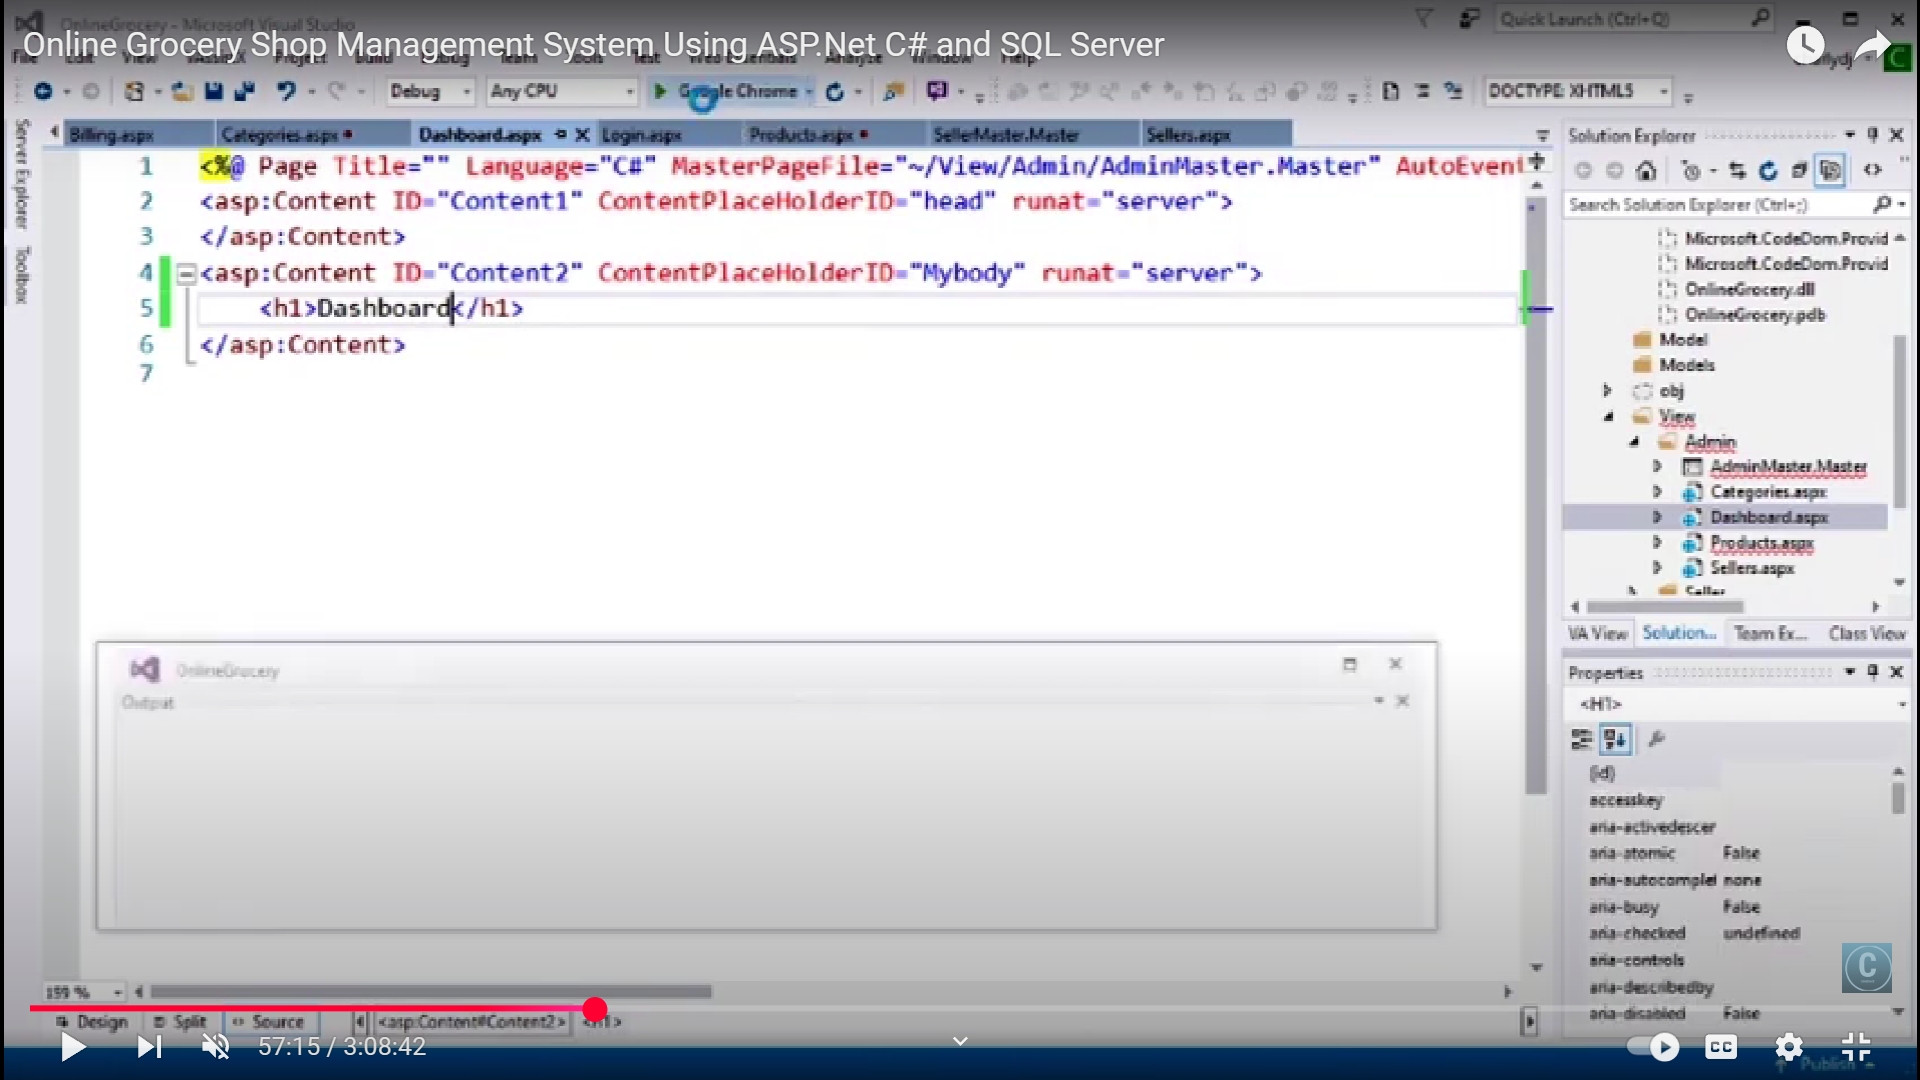 OnlineGrocery - Microsoft Visual Studio
Quick Launch (Ctrl+Q)
Online Grocery Shop Management System Using ASP.Net C# and SQL Server
File Edit View VAssistX Project Build Debug Team Tools Test Web Essentials Analyze Window Help
Debug Any CPU Google Chrome DOCTYPE: XHTML5
Billing.aspx Categories.aspx Dashboard.aspx Login.aspx Products.aspx SellerMaster.Master Sellers.aspx
Server Explorer
Toolbox
1 <%@ Page Title="" Language="C#" MasterPageFile="~/View/Admin/AdminMaster.Master" AutoEvent
2 <asp:Content ID="Content1" ContentPlaceHolderID="head" runat="server">
3 </asp:Content>
4 <asp:Content ID="Content2" ContentPlaceHolderID="Mybody" runat="server">
5 <h1>Dashboard</h1>
6 </asp:Content>
7
Solution Explorer
Search Solution Explorer (Ctrl+;)
Microsoft.CodeDom.Provid
Microsoft.CodeDom.Provid
OnlineGrocery.dll
OnlineGrocery.pdb
Model
Models
obj
View
Admin
AdminMaster.Master
Categories.aspx
Dashboard.aspx
Products.aspx
Sellers.aspx
Seller
VA View Solution... Team Ex... Class View
OnlineGrocery
Output
Properties
<H1>
(id)
accesskey
aria-activedescer
aria-atomic False
aria-autocomplet none
aria-busy False
aria-checked undefined
aria-controls
aria-describedby
aria-disabled False
C
159 %
Design Split Source <asp:Content#Content2> <H1>
57:15 / 3:08:42
CC
Publish